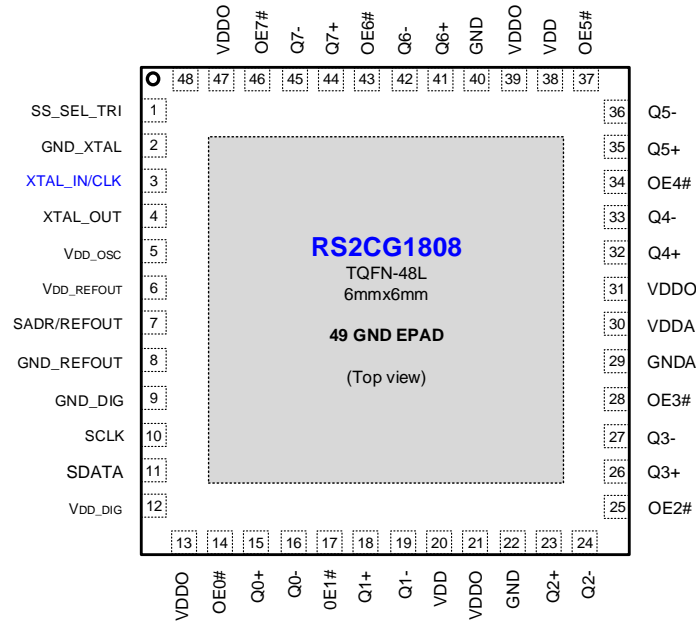 VDDO OE7# Q7- Q7+ OE6# Q6- Q6+ GND VDDO VDD OE5#
48 47 46 45 44 43 42 41 40 39 38 37
SS_SEL_TRI 1 36 Q5-
GND_XTAL 2 35 Q5+
XTAL_IN/CLK 3 34 OE4#
XTAL_OUT 4 33 Q4-
VDD_OSC 5 32 Q4+
VDD_REFOUT 6 31 VDDO
SADR/REFOUT 7 30 VDDA
GND_REFOUT 8 29 GNDA
GND_DIG 9 28 OE3#
SCLK 10 27 Q3-
SDATA 11 26 Q3+
VDD_DIG 12 25 OE2#
RS2CG1808
TQFN-48L
6mmx6mm
49 GND EPAD
(Top view)
13 14 15 16 17 18 19 20 21 22 23 24
VDDO OE0# Q0+ Q0- 0E1# Q1+ Q1- VDD VDDO GND Q2+ Q2-